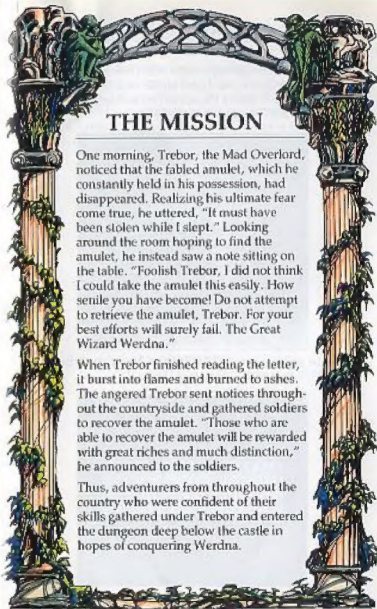 THE MISSION
One morning, Trebor, the Mad Overlord,
noticed that the fabled amulet, which he
constantly held in his possession, had
disappeared. Realizing his ultimate fear
come true, he uttered, "It must have
been stolen while I slept." Looking
around the room hoping to find the
amulet, he instead saw a note sitting on
the table. "Foolish Trebor, I did not think
I could take the amulet this easily. How
senile you have become! Do not attempt
to retrieve the amulet, Trebor. For your
best efforts will surely fail. The Great
Wizard Werdna."
When Trebor finished reading the letter,
it burst into flames and burned to ashes.
The angered Trebor sent notices through-
out the countryside and gathered soldiers
to recover the amulet. "Those who are
able to recover the amulet will be rewarded
with great riches and much distinction,"
he announced to the soldiers.
Thus, adventurers from throughout the
country who were confident of their
skills gathered under Trebor and entered
the dungeon deep below the castle in
hopes of conquering Werdna.